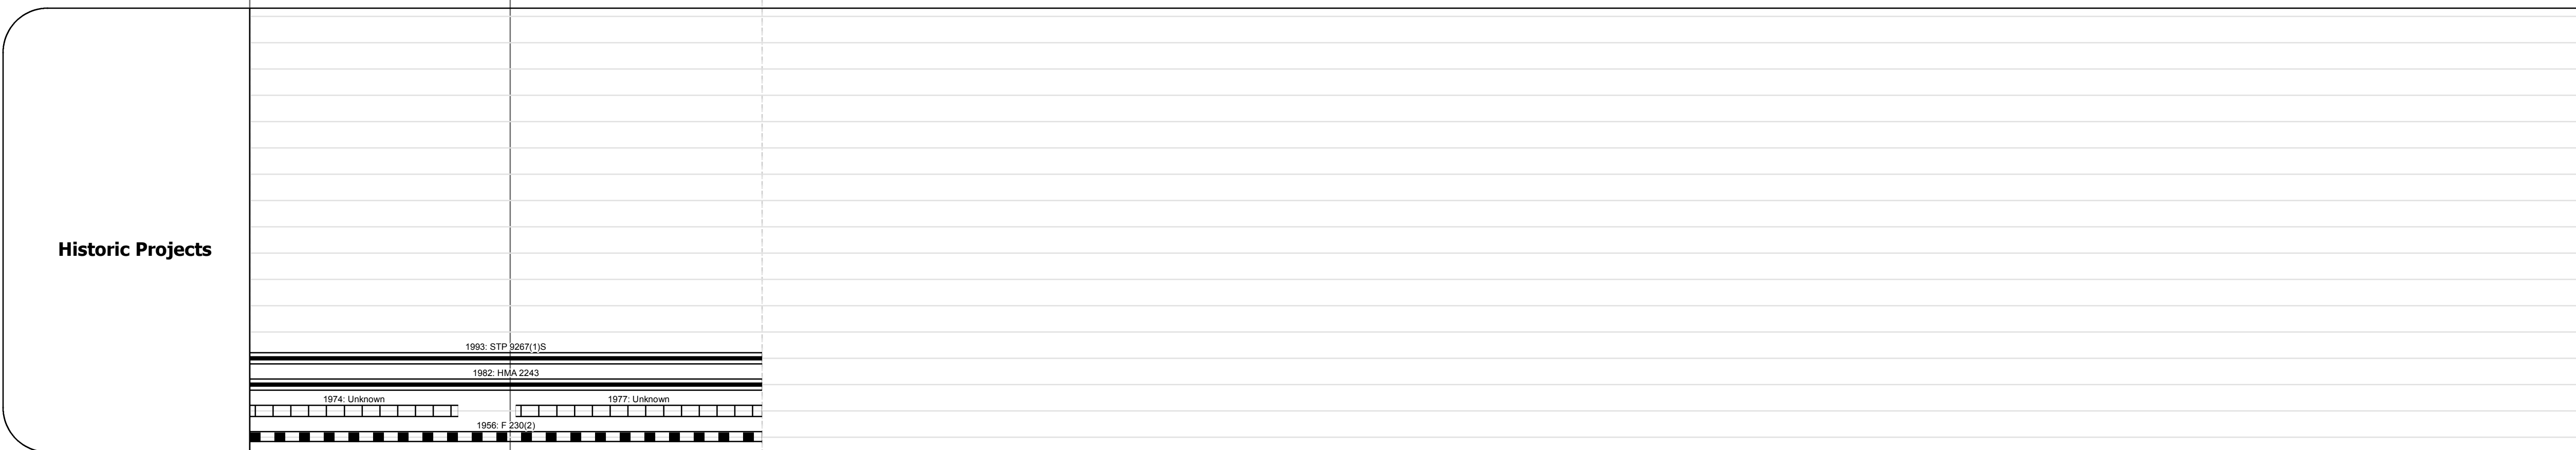 1993: STP 9267(1)S
1982: HMA 2243
1974: Unknown
1977: Unknown
1956: F 230(2)
Historic Projects